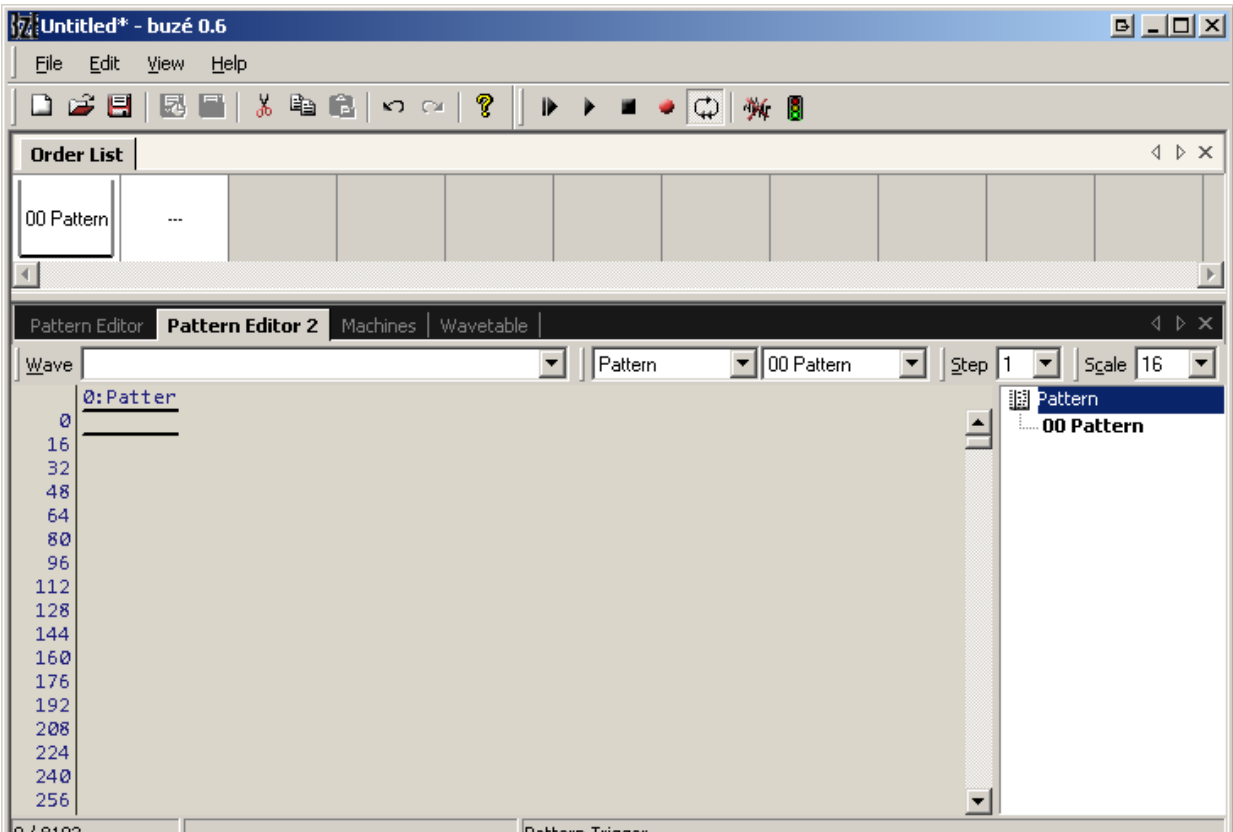 Untitled* - buzé 0.6
File Edit View Help
Order List
00 Pattern ---
Pattern Editor Pattern Editor 2 Machines Wavetable
Wave Pattern 00 Pattern Step 1 Scale 16
0:Patter Pattern
0 00 Pattern
16
32
48
64
80
96
112
128
144
160
176
192
208
224
240
256
0 / 8192 Pattern Trigger